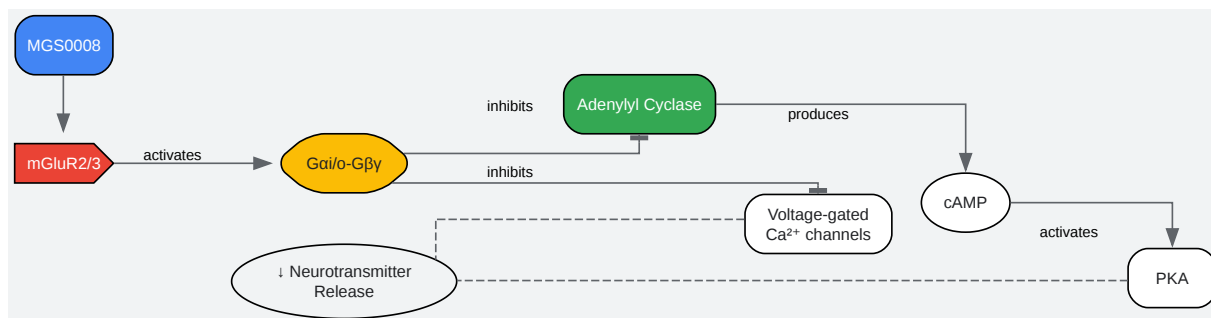 MGS0008
mGluR2/3
activates
Gαi/o-Gβγ
inhibits
Adenylyl Cyclase
produces
inhibits
Voltage-gated
Ca²⁺ channels
cAMP
activates
PKA
↓ Neurotransmitter
Release